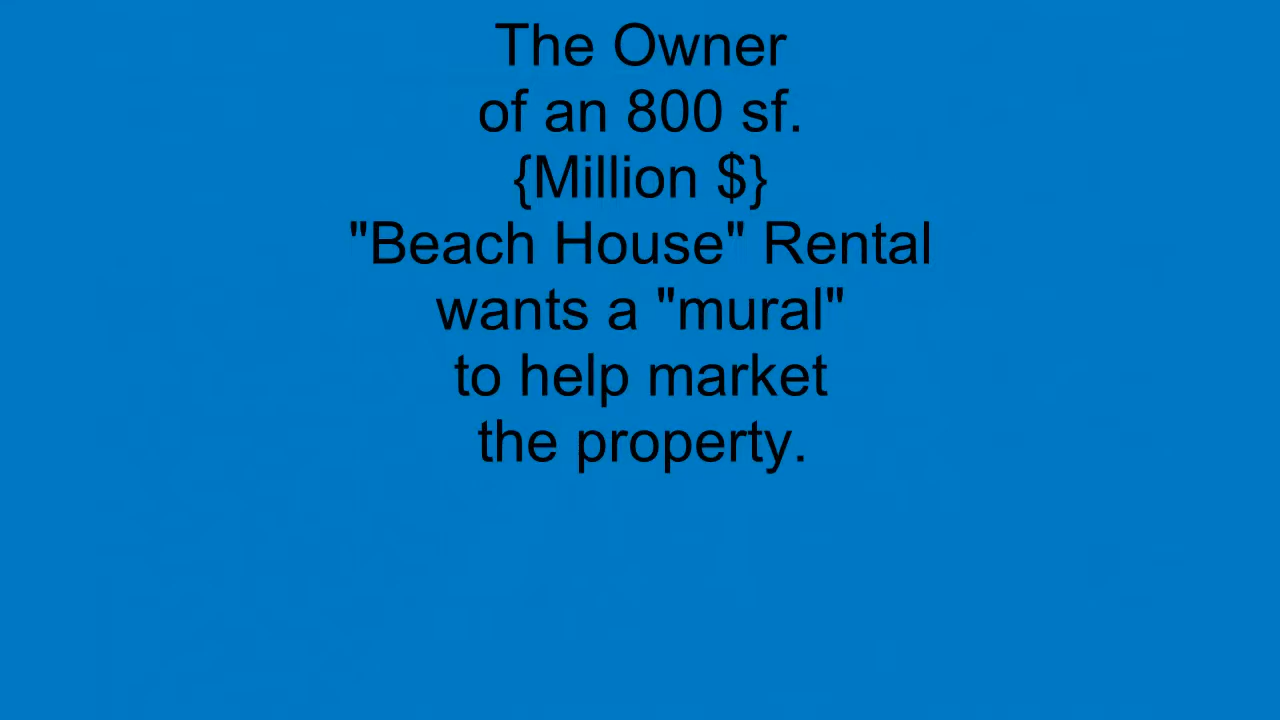 The Owner
of an 800 sf.
{Million $}
"Beach House" Rental
wants a "mural"
to help market
the property.